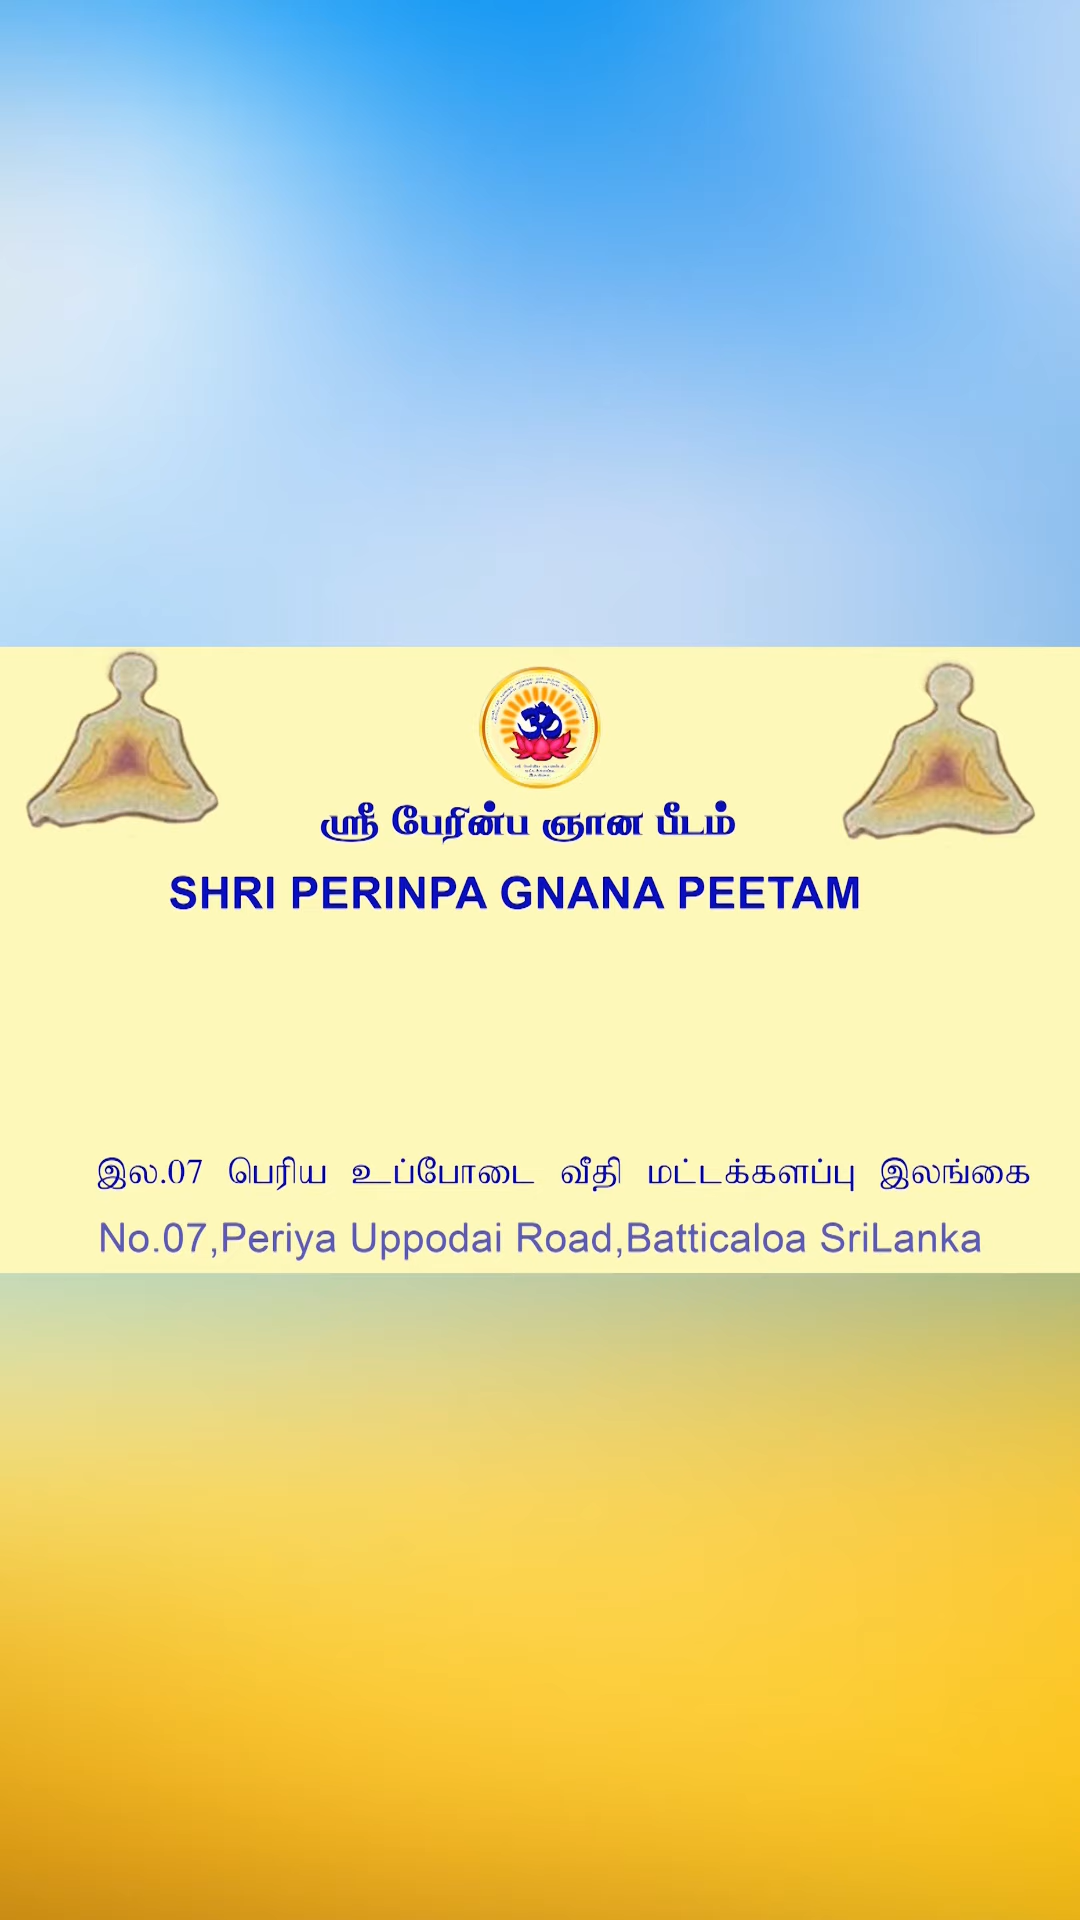 ஸ்ரீ பேரின்ப ஞான பீடம்
SHRI PERINPA GNANA PEETAM
இல.07 பெரிய உப்போடை வீதி மட்டக்களப்பு இலங்கை
No.07,Periya Uppodai Road,Batticaloa SriLanka